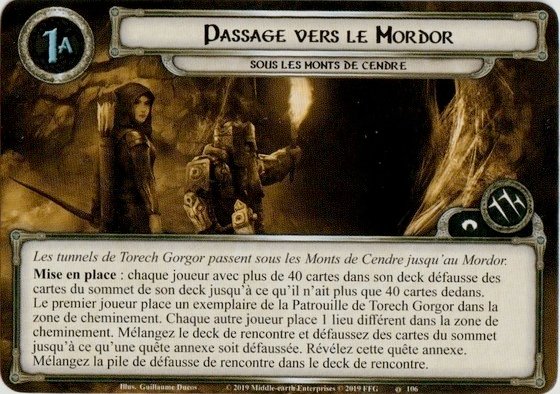 1A
PASSAGE VERS LE MORDOR
SOUS LES MONTS DE CENDRE
Les tunnels de Torech Gorgor passent sous les Monts de Cendre jusqu'au Mordor.
Mise en place : chaque joueur avec plus de 40 cartes dans son deck défausse des
cartes du sommet de son deck jusqu'à ce qu'il n'ait plus que 40 cartes dedans.
Le premier joueur place un exemplaire de la Patrouille de Torech Gorgor dans la
zone de cheminement. Chaque autre joueur place 1 lieu différent dans la zone de
cheminement. Mélangez le deck de rencontre et défaussez des cartes du sommet
jusqu'à ce qu'une quête annexe soit défaussée. Révélez cette quête annexe.
Mélangez la pile de défausse de rencontre dans le deck de rencontre.
Illus. Guillaume Ducos © 2019 Middle-earth Enterprises © 2019 FFG 106